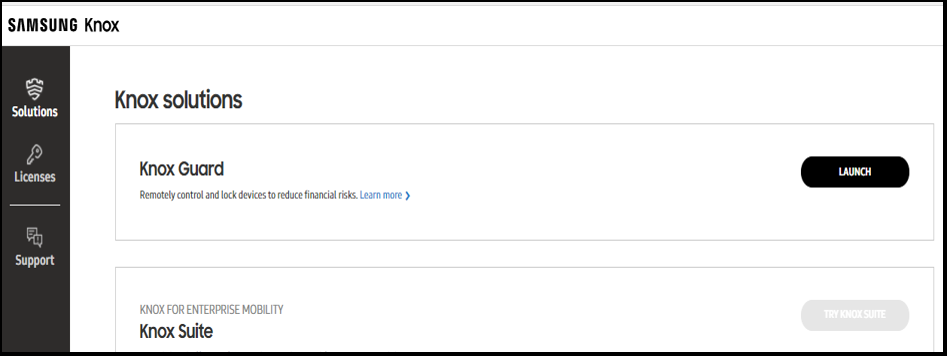 SAMSUNG Knox
Solutions
Licenses
Support
Knox solutions
Knox Guard
Remotely control and lock devices to reduce financial risks. Learn more ❯
LAUNCH
KNOX FOR ENTERPRISE MOBILITY
Knox Suite
TRY KNOX SUITE